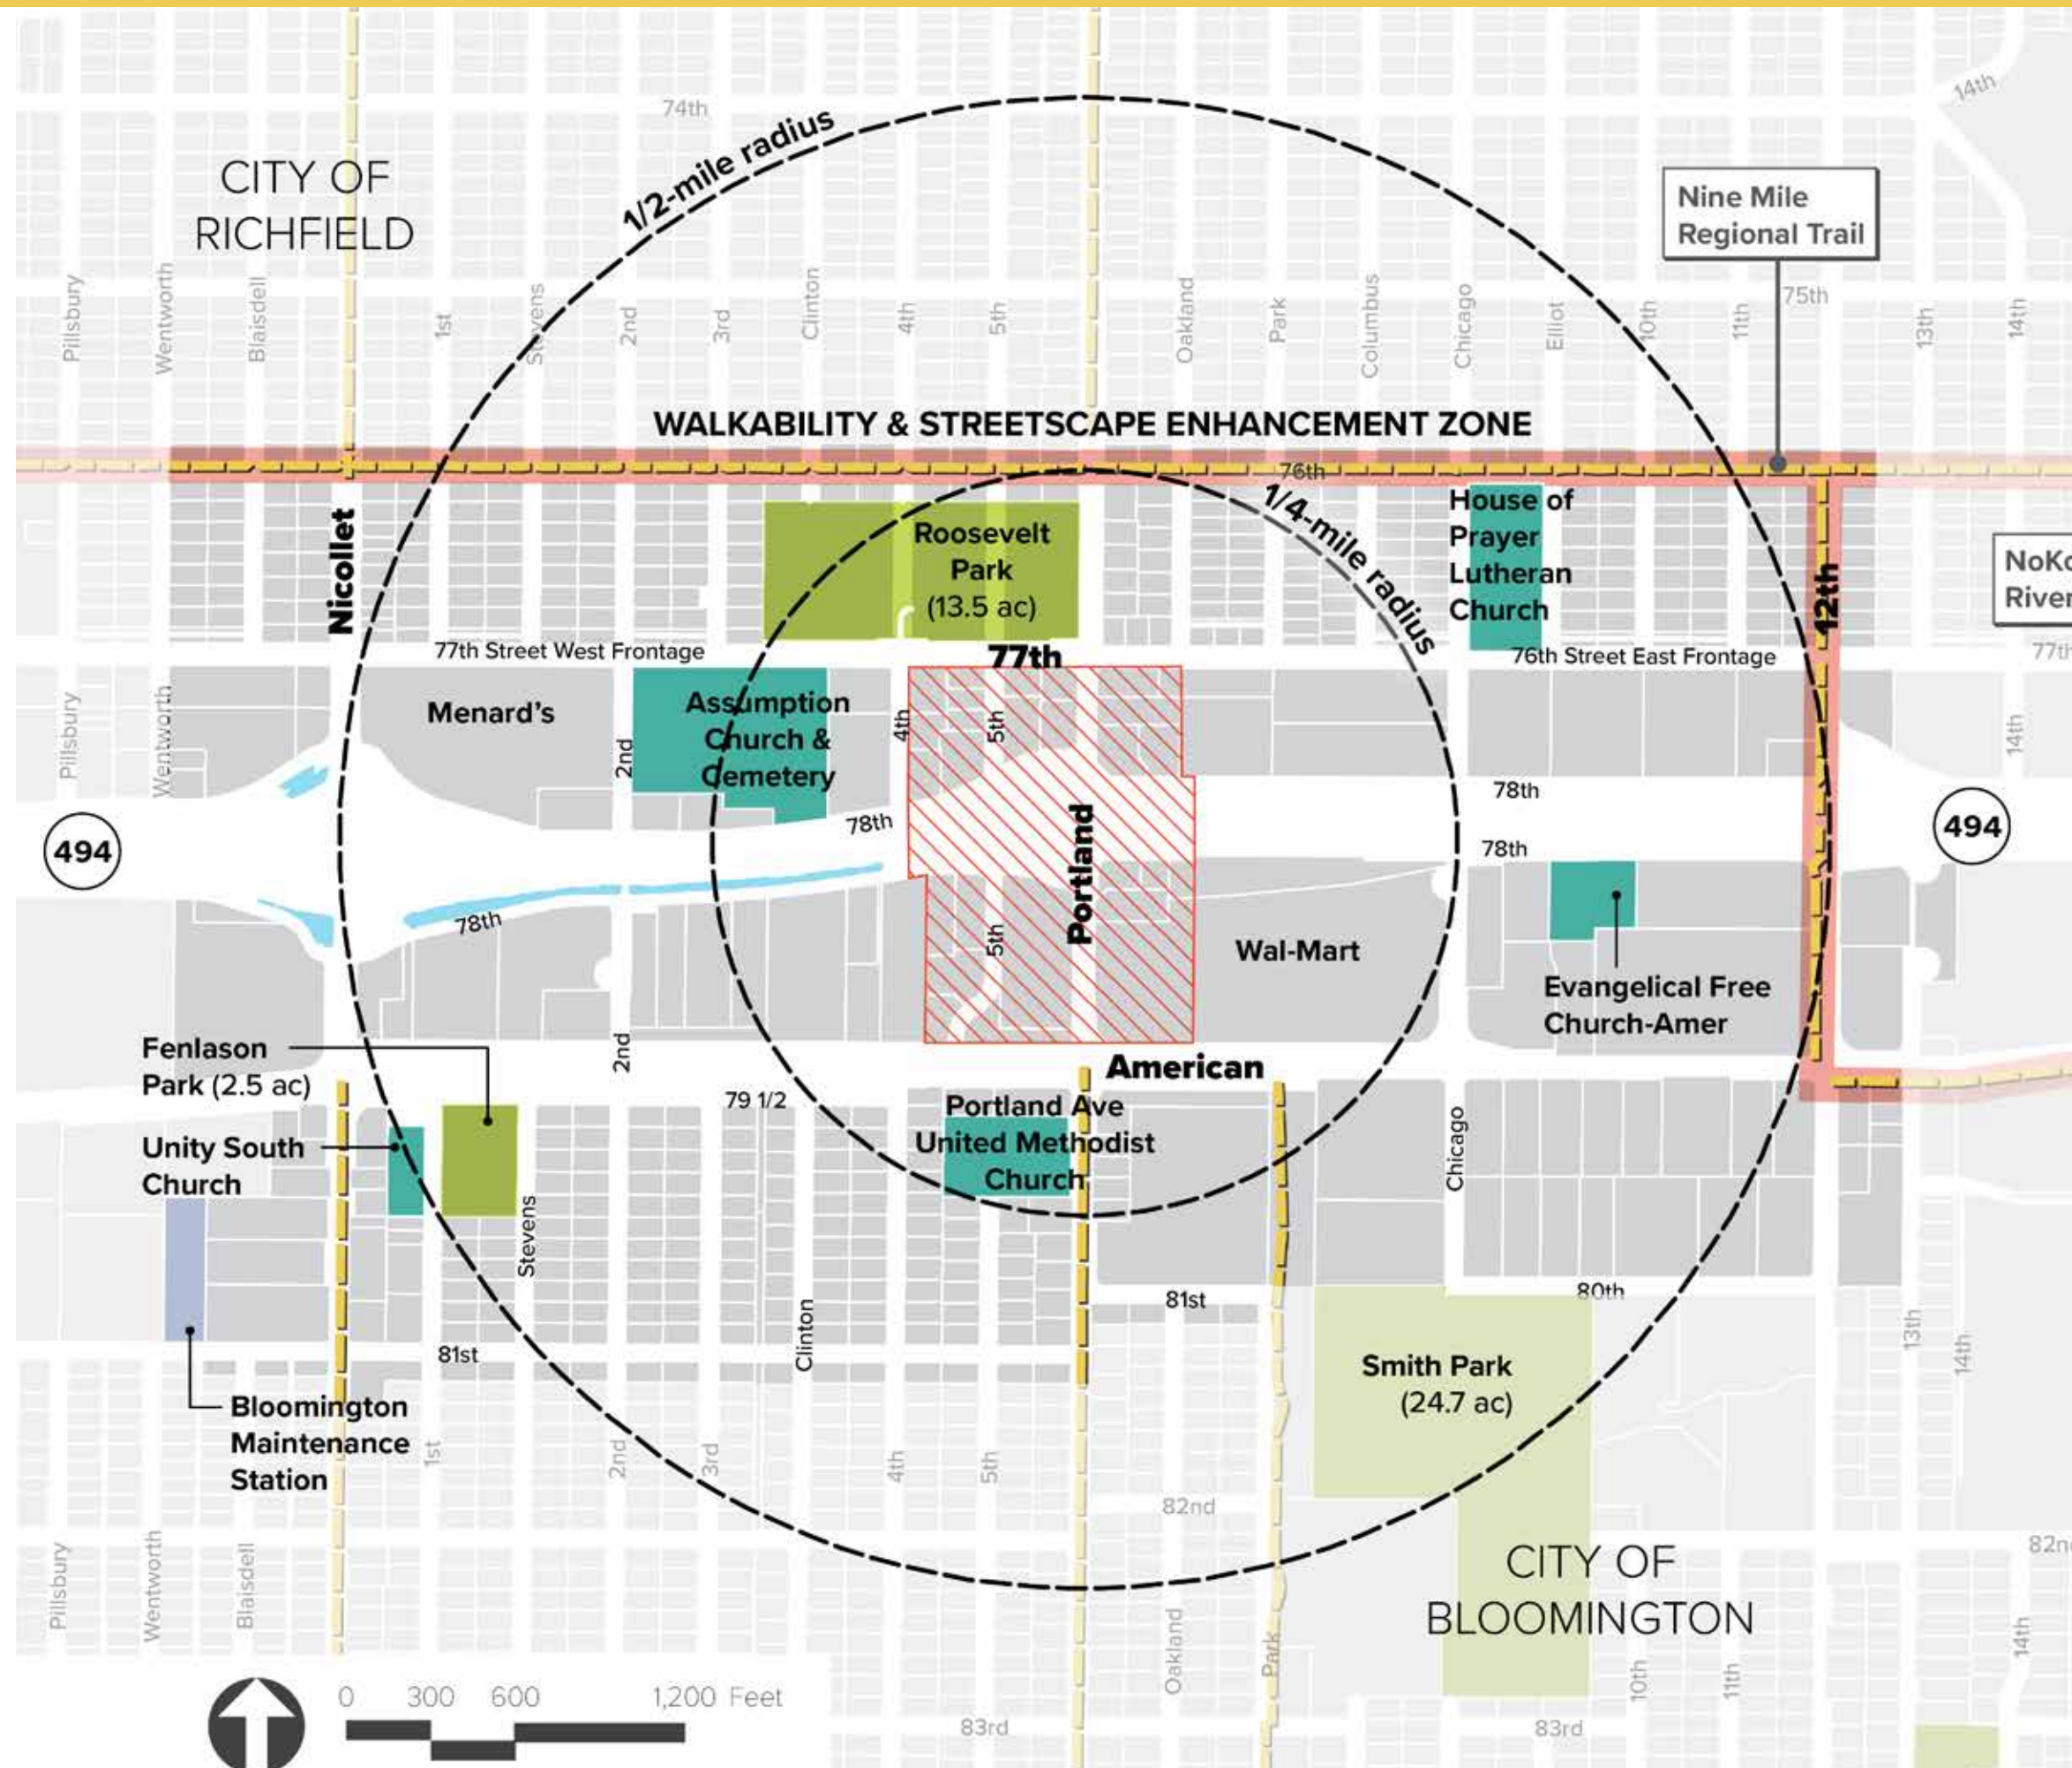 74th
14th
1/2-mile radius
CITY OF
RICHFIELD
Nine Mile
Regional Trail
75th
Pillsbury
Wentworth
Blaisdell
1st
Stevens
2nd
3rd
Clinton
4th
5th
Oakland
Park
Columbus
Chicago
Elliot
10th
11th
13th
14th
WALKABILITY & STREETSCAPE ENHANCEMENT ZONE
76th
1/4-mile radius
Nicollet
Roosevelt
Park
(13.5 ac)
House of
Prayer
Lutheran
Church
12th
River
77th Street West Frontage
77th
76th Street East Frontage
77th
Pillsbury
Wentworth
Menard's
2nd
Assumption
Church &
Cemetery
4th
5th
14th
78th
78th
78th
494
494
Portland
78th
5th
Wal-Mart
Evangelical Free
Church-Amer
Fenlason
Park (2.5 ac)
2nd
American
79 1/2
Portland Ave
United Methodist
Church
Unity South
Church
Stevens
Chicago
81st
80th
Clinton
81st
Smith Park
(24.7 ac)
13th
14th
Bloomington
Maintenance
Station
1st
2nd
3rd
4th
5th
82nd
CITY OF
BLOOMINGTON
82n
Pillsbury
Wentworth
Blaisdell
Oakland
Park
10th
11th
14th
0 300 600 1,200 Feet
83rd
83rd